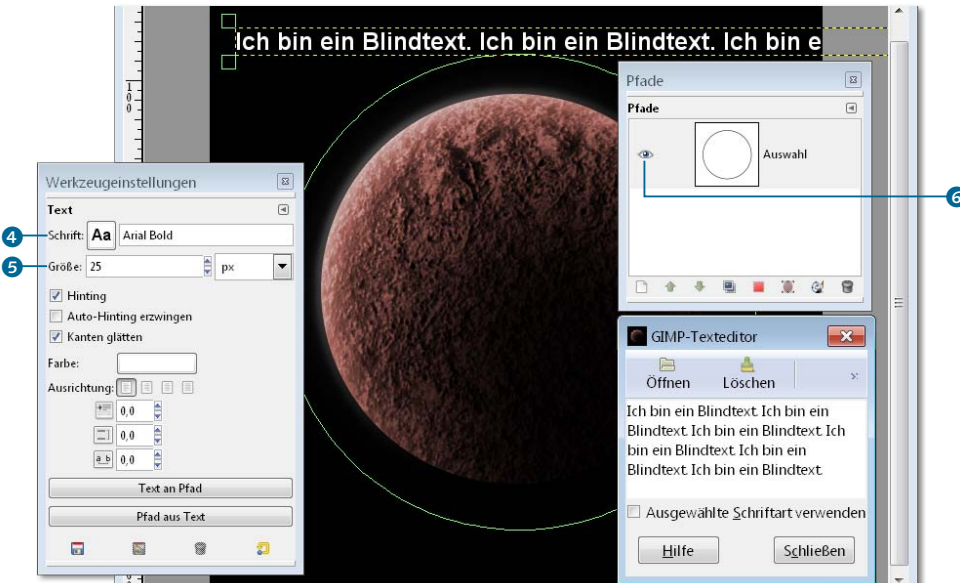 Ich bin ein Blindtext. Ich bin ein Blindtext. Ich bin e
100
Pfade
Pfade
Auswahl
6
Werkzeugeinstellungen
Text
4
Schrift: Aa Arial Bold
5
Größe: 25 px
Hinting
Auto-Hinting erzwingen
Kanten glätten
Farbe:
Ausrichtung:
0,0
0,0
a_b 0,0
Text an Pfad
Pfad aus Text
GIMP-Texteditor
Öffnen Löschen
Ich bin ein Blindtext. Ich bin ein
Blindtext. Ich bin ein Blindtext. Ich
bin ein Blindtext. Ich bin ein
Blindtext. Ich bin ein Blindtext.
Ausgewählte Schriftart verwenden
Hilfe Schließen